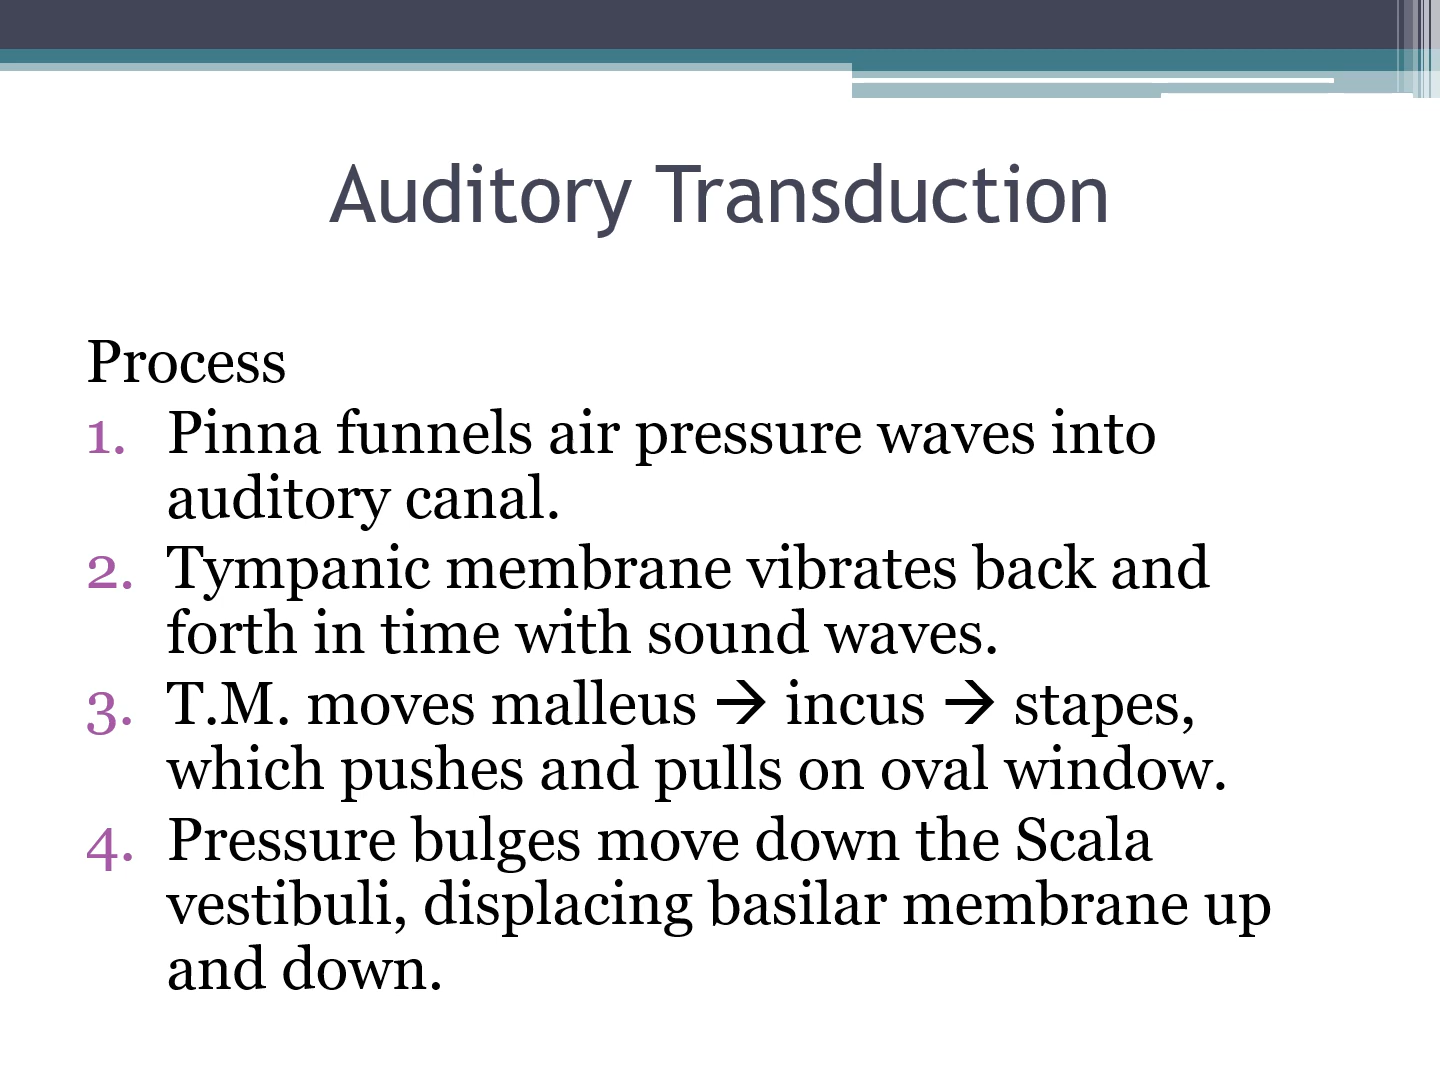 Auditory Transduction
Process
1. Pinna funnels air pressure waves into
auditory canal.
2. Tympanic membrane vibrates back and
forth in time with sound waves.
3. T.M. moves malleus → incus → stapes,
which pushes and pulls on oval window.
4. Pressure bulges move down the Scala
vestibuli, displacing basilar membrane up
and down.